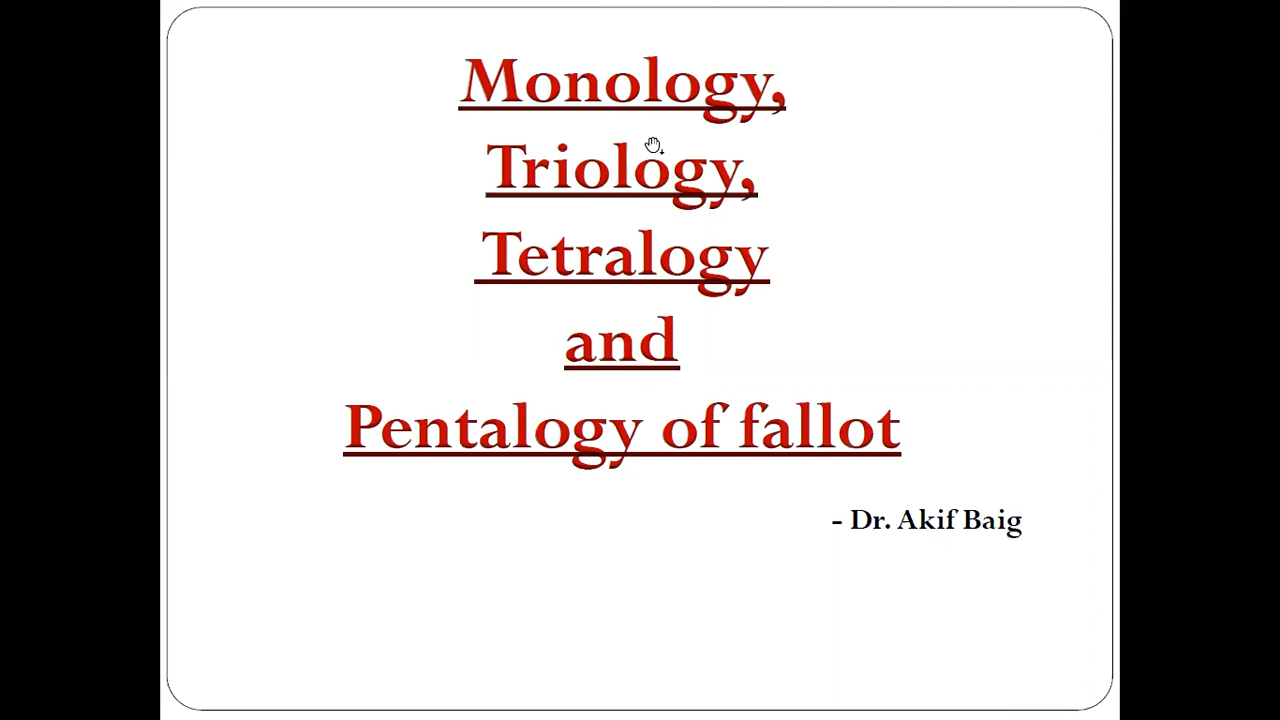 Monology,
Triology,
Tetralogy
and
Pentalogy of fallot
- Dr. Akif Baig